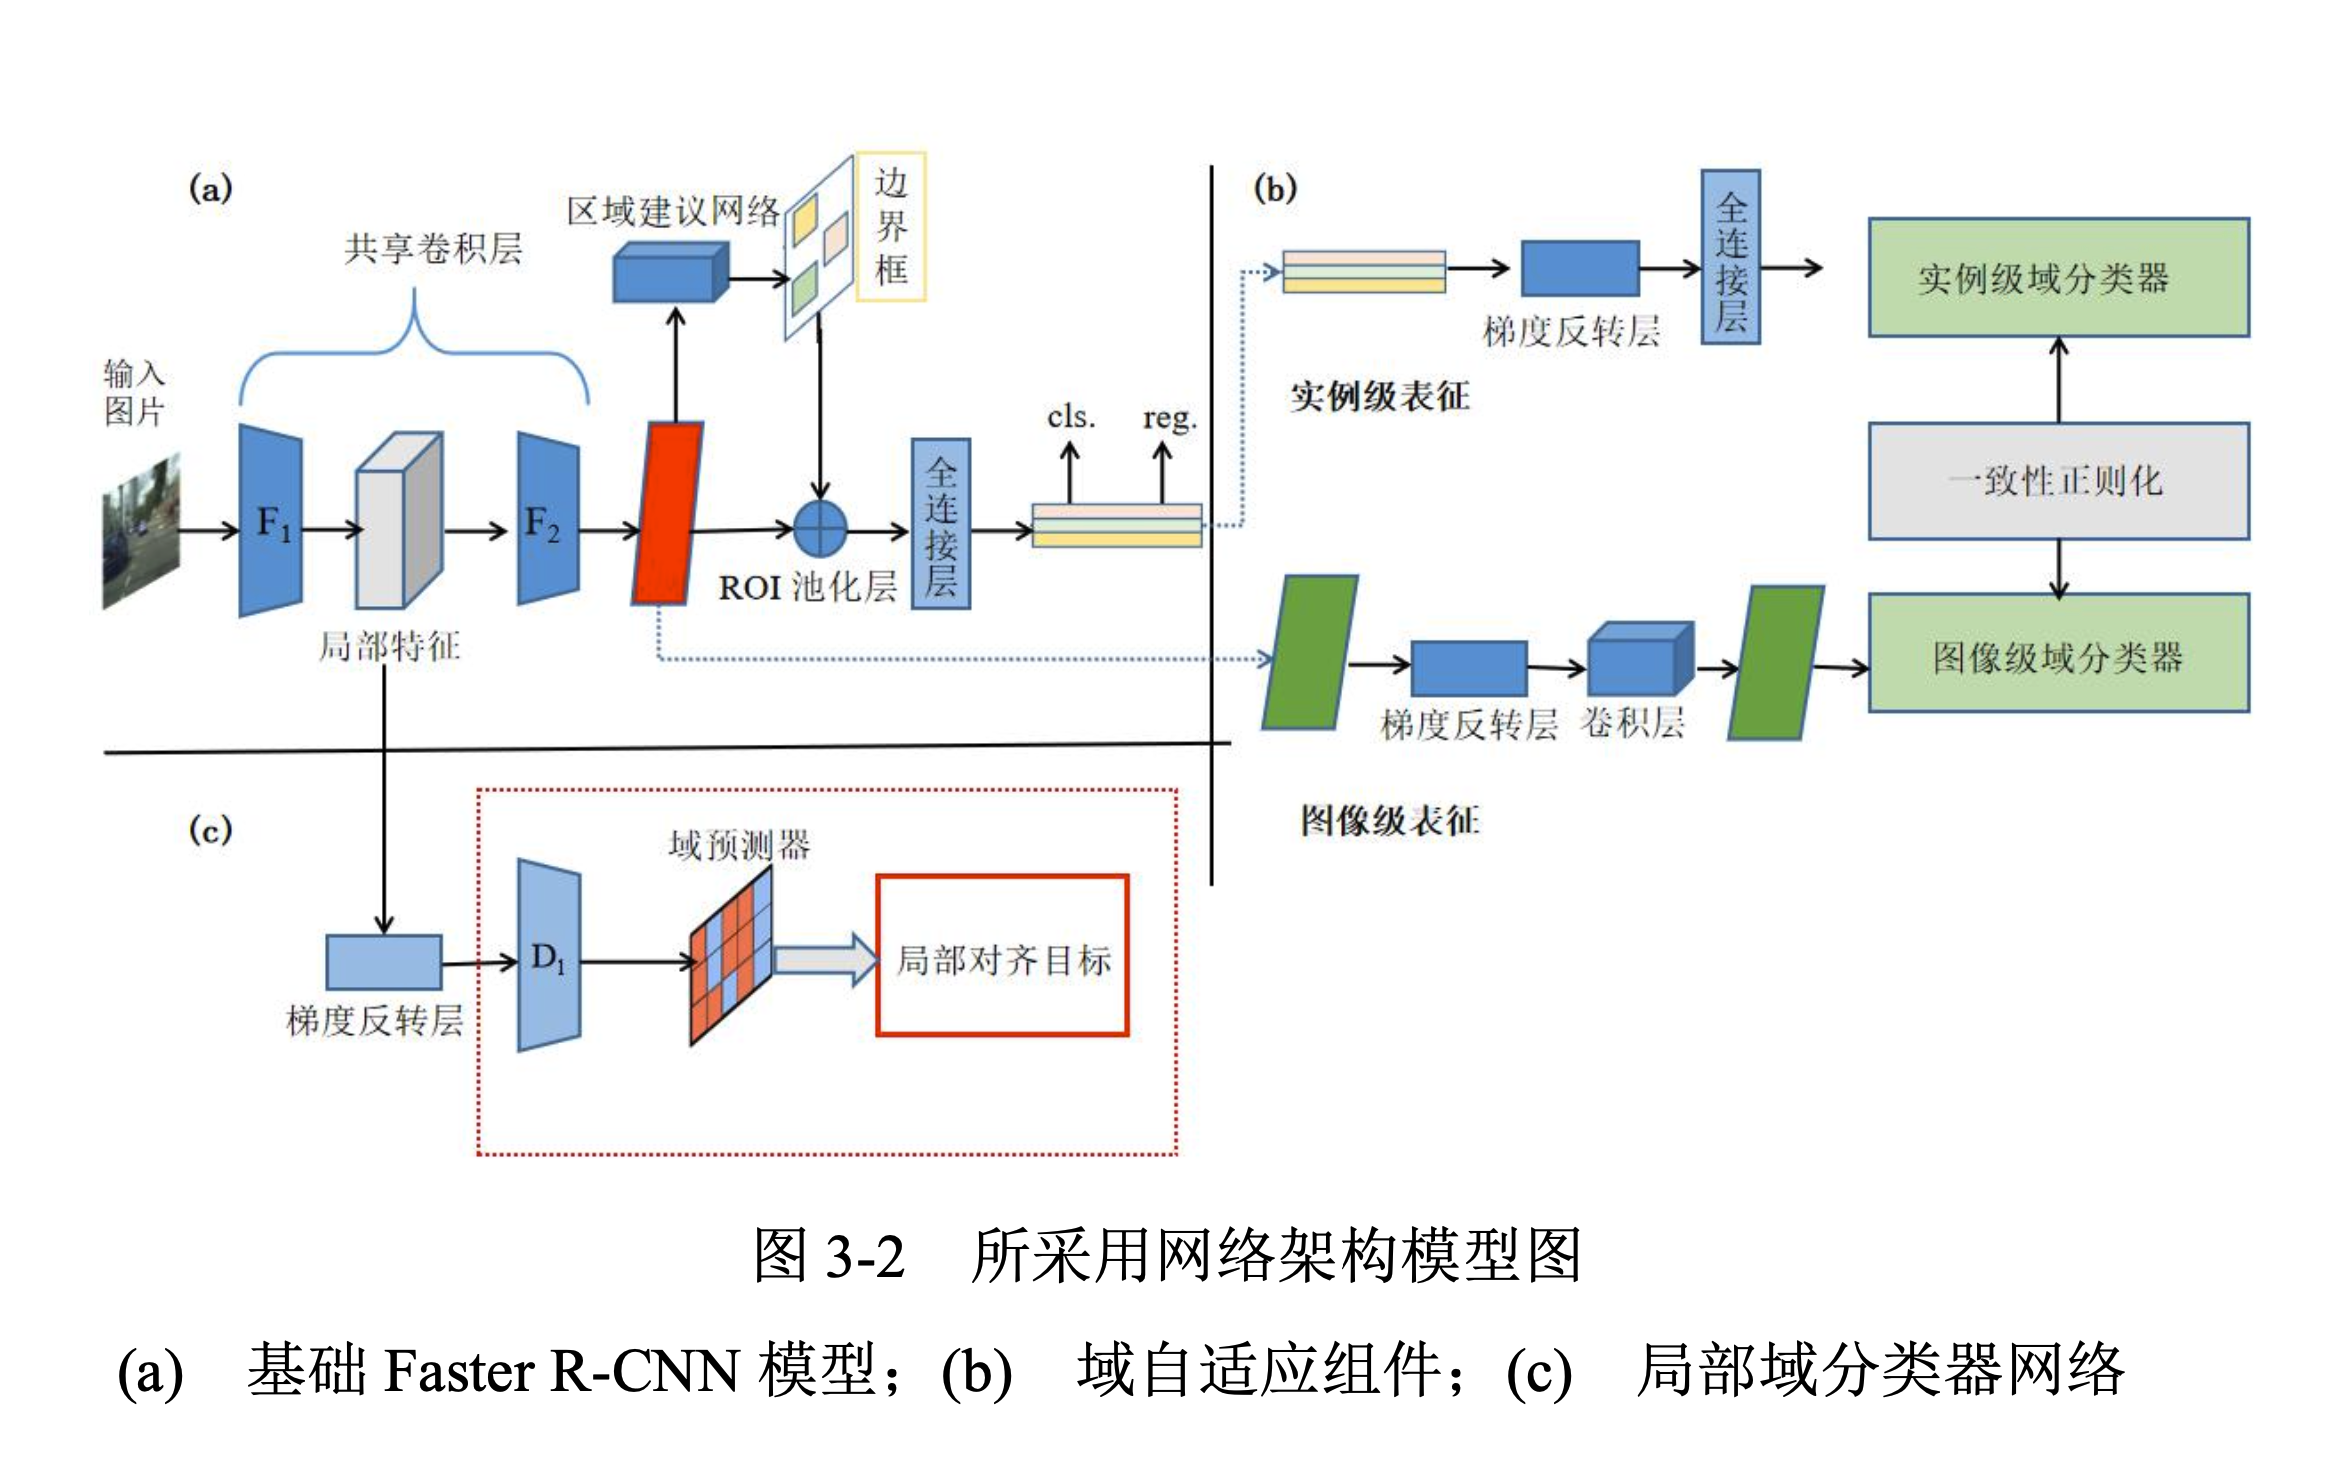 (a)
区域建议网络
边界框
共享卷积层
输入
图片
F₁
F₂
局部特征
ROI 池化层
全连接层
cls.
reg.
(b)
全连接层
实例级域分类器
梯度反转层
实例级表征
一致性正则化
图像级域分类器
梯度反转层
卷积层
图像级表征
(c)
域预测器
D₁
局部对齐目标
梯度反转层
图 3-2 所采用网络架构模型图
(a) 基础 Faster R-CNN 模型；(b) 域自适应组件；(c) 局部域分类器网络